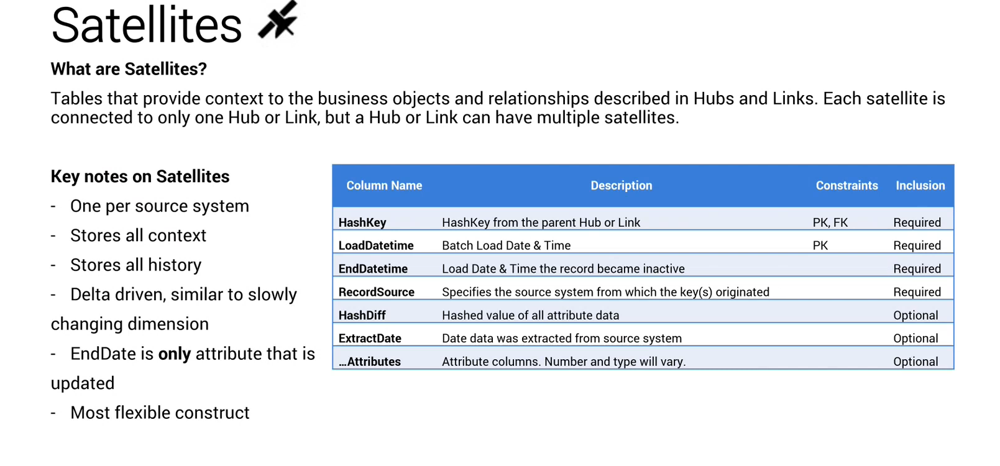 Satellites
What are Satellites?
Tables that provide context to the business objects and relationships described in Hubs and Links. Each satellite is
connected to only one Hub or Link, but a Hub or Link can have multiple satellites.
Key notes on Satellites
- One per source system
- Stores all context
- Stores all history
- Delta driven, similar to slowly
changing dimension
- EndDate is only attribute that is
updated
- Most flexible construct
Column Name Description Constraints Inclusion
HashKey HashKey from the parent Hub or Link PK, FK Required
LoadDatetime Batch Load Date & Time PK Required
EndDatetime Load Date & Time the record became inactive Required
RecordSource Specifies the source system from which the key(s) originated Required
HashDiff Hashed value of all attribute data Optional
ExtractDate Date data was extracted from source system Optional
…Attributes Attribute columns. Number and type will vary. Optional